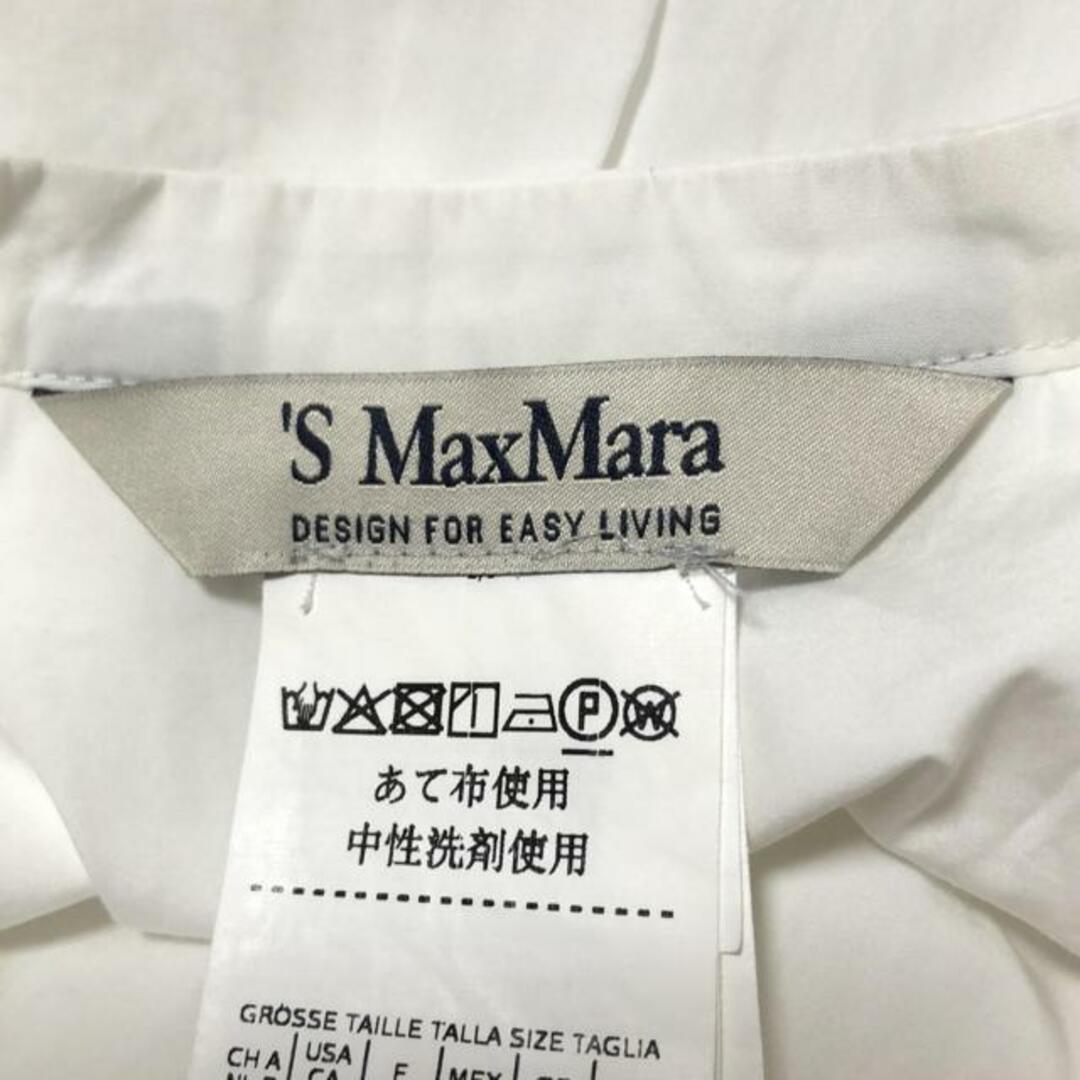 'S MaxMara
DESIGN FOR EASY LIVING
P W
あて布使用
中性洗剤使用
GRÖSSE TAILLE TALLA SIZE TAGLIA
CH A USA F MEX
CA